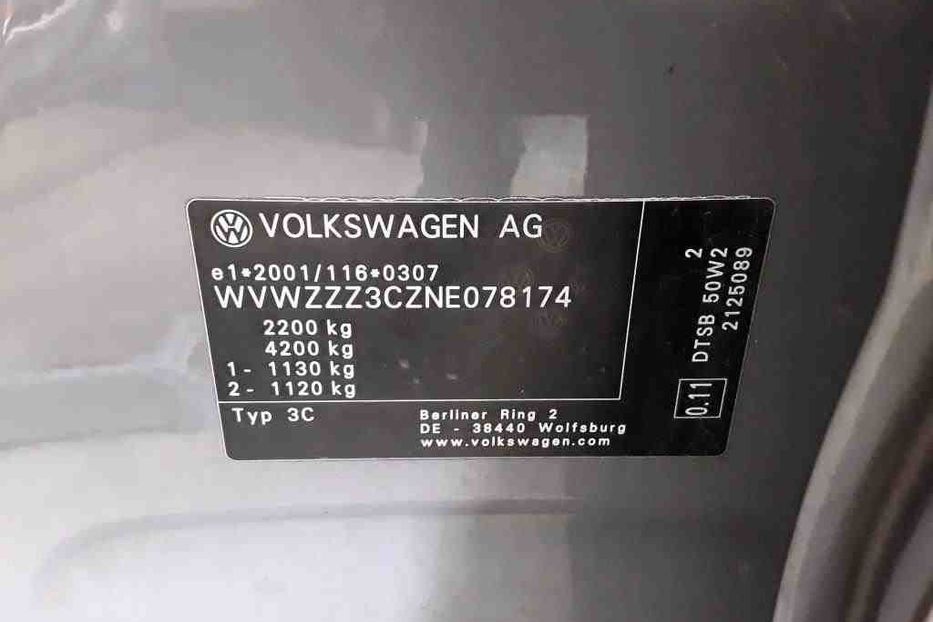 VOLKSWAGEN AG
e1*2001/116*0307
WVWZZZ3CZNE078174
2200 kg
4200 kg
1- 1130 kg
2- 1120 kg
Typ 3C
Berliner Ring 2
DE - 38440 Wolfsburg
www.volkswagen.com
0.11 DTSB 50W2 2
2125089